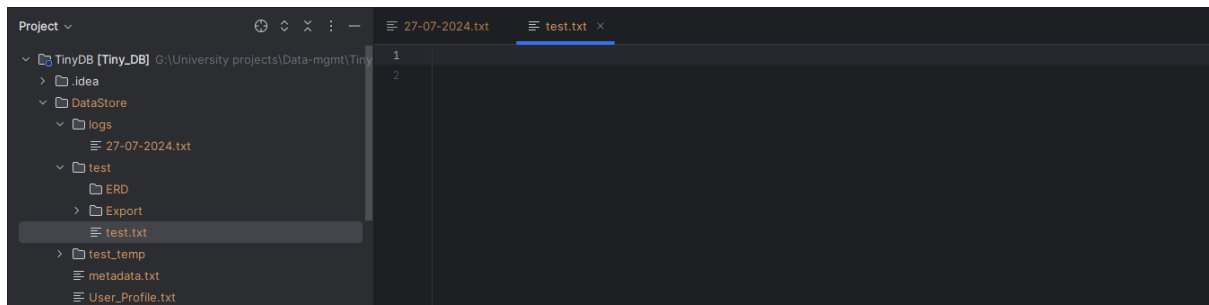 Project
TinyDB [Tiny_DB] G:\University projects\Data-mgmt\Tiny
.idea
DataStore
logs
27-07-2024.txt
test
ERD
Export
test.txt
test_temp
metadata.txt
User_Profile.txt
27-07-2024.txt test.txt
1
2